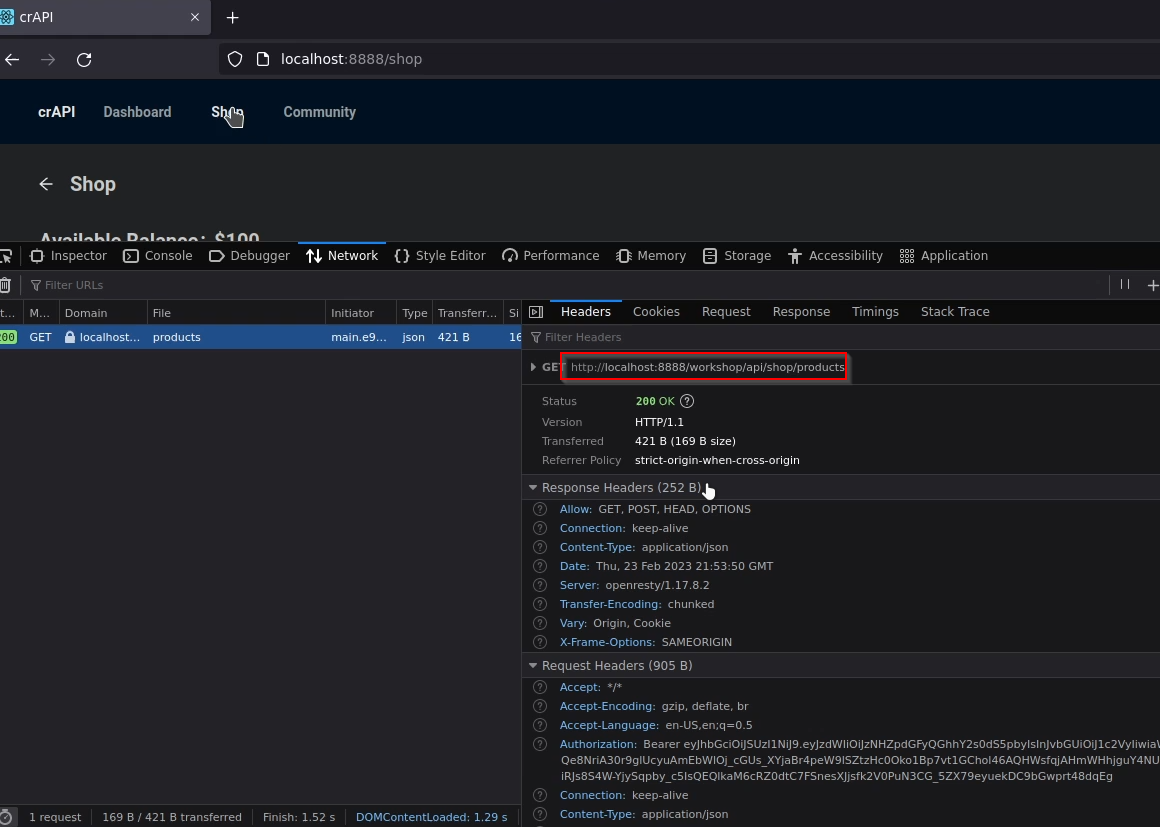 crAPI
localhost:8888/shop
crAPI Dashboard Shop Community
Shop
Available Balance: $100
Inspector Console Debugger Network Style Editor Performance Memory Storage Accessibility Application
Filter URLs
t... M... Domain File Initiator Type Transferr... Si
200 GET localhost... products main.e9... json 421 B 16
Headers Cookies Request Response Timings Stack Trace
Filter Headers
GET http://localhost:8888/workshop/api/shop/products
Status 200 OK
Version HTTP/1.1
Transferred 421 B (169 B size)
Referrer Policy strict-origin-when-cross-origin
Response Headers (252 B)
Allow: GET, POST, HEAD, OPTIONS
Connection: keep-alive
Content-Type: application/json
Date: Thu, 23 Feb 2023 21:53:50 GMT
Server: openresty/1.17.8.2
Transfer-Encoding: chunked
Vary: Origin, Cookie
X-Frame-Options: SAMEORIGIN
Request Headers (905 B)
Accept: */*
Accept-Encoding: gzip, deflate, br
Accept-Language: en-US,en;q=0.5
Authorization: Bearer
Connection: keep-alive
Content-Type: application/json
1 request 169 B / 421 B transferred Finish: 1.52 s DOMContentLoaded: 1.29 s